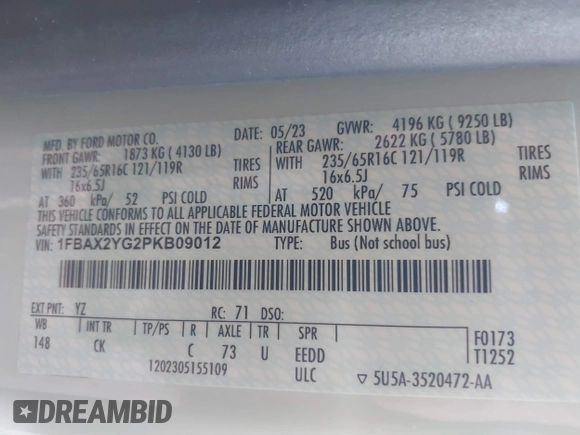 MFD. BY FORD MOTOR CO. DATE: 05/23 GVWR: 4196 KG ( 9250 LB)
FRONT GAWR: 1873 KG ( 4130 LB) REAR GAWR: 2622 KG ( 5780 LB)
WITH 235/65R16C 121/119R TIRES WITH 235/65R16C 121/119R TIRES
16x6.5J RIMS 16x6.5J RIMS
AT 360 kPa/ 52 PSI COLD AT 520 kPa/ 75 PSI COLD
THIS VEHICLE CONFORMS TO ALL APPLICABLE FEDERAL MOTOR VEHICLE
SAFETY STANDARDS IN EFFECT ON THE DATE OF MANUFACTURE SHOWN ABOVE.
VIN: 1FBAX2YG2PKB09012 TYPE: Bus (Not school bus)
EXT PNT: YZ RC: 71 DSO:
WB INT TR TP/PS R AXLE TR SPR F0173
148 CK C 73 U EEDD T1252
1202305155109 ULC ▽ 5U5A-3520472-AA
DREAMBID